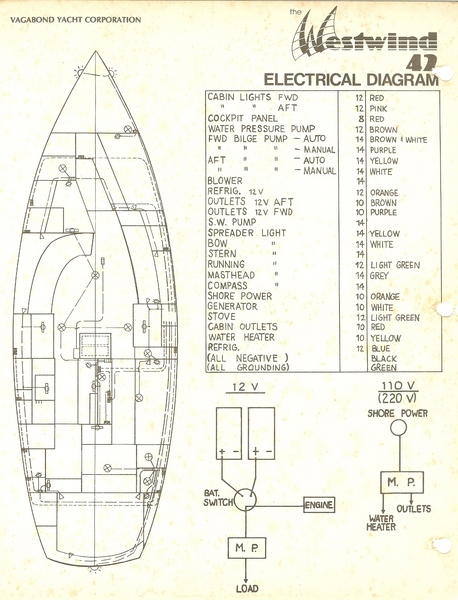 VAGABOND YACHT CORPORATION
the
Westwind
42
ELECTRICAL DIAGRAM
CABIN LIGHTS FWD 12 RED
" " AFT 12 PINK
COCKPIT PANEL 8 RED
WATER PRESSURE PUMP 12 BROWN
FWD BILGE PUMP - AUTO 14 BROWN & WHITE
" " " - MANUAL 14 PURPLE
AFT " " - AUTO 14 YELLOW
" " " - MANUAL 14 WHITE
BLOWER 14
REFRIG. 12V 12 ORANGE
OUTLETS 12V AFT 10 BROWN
OUTLETS 12V FWD 10 PURPLE
S.W. PUMP 14
SPREADER LIGHT 14 YELLOW
BOW " 14 WHITE
STERN " 14
RUNNING " 12 LIGHT GREEN
MASTHEAD " 14 GREY
COMPASS " 14
SHORE POWER 10 ORANGE
GENERATOR 10 WHITE
STOVE 12 LIGHT GREEN
CABIN OUTLETS 10 RED
WATER HEATER 10 YELLOW
REFRIG. 12 BLUE
(ALL NEGATIVE) BLACK
(ALL GROUNDING) GREEN
12 V
+ - + -
BAT. SWITCH
ENGINE
M. P.
LOAD
110 V
(220 V)
SHORE POWER
M. P.
OUTLETS
WATER
HEATER